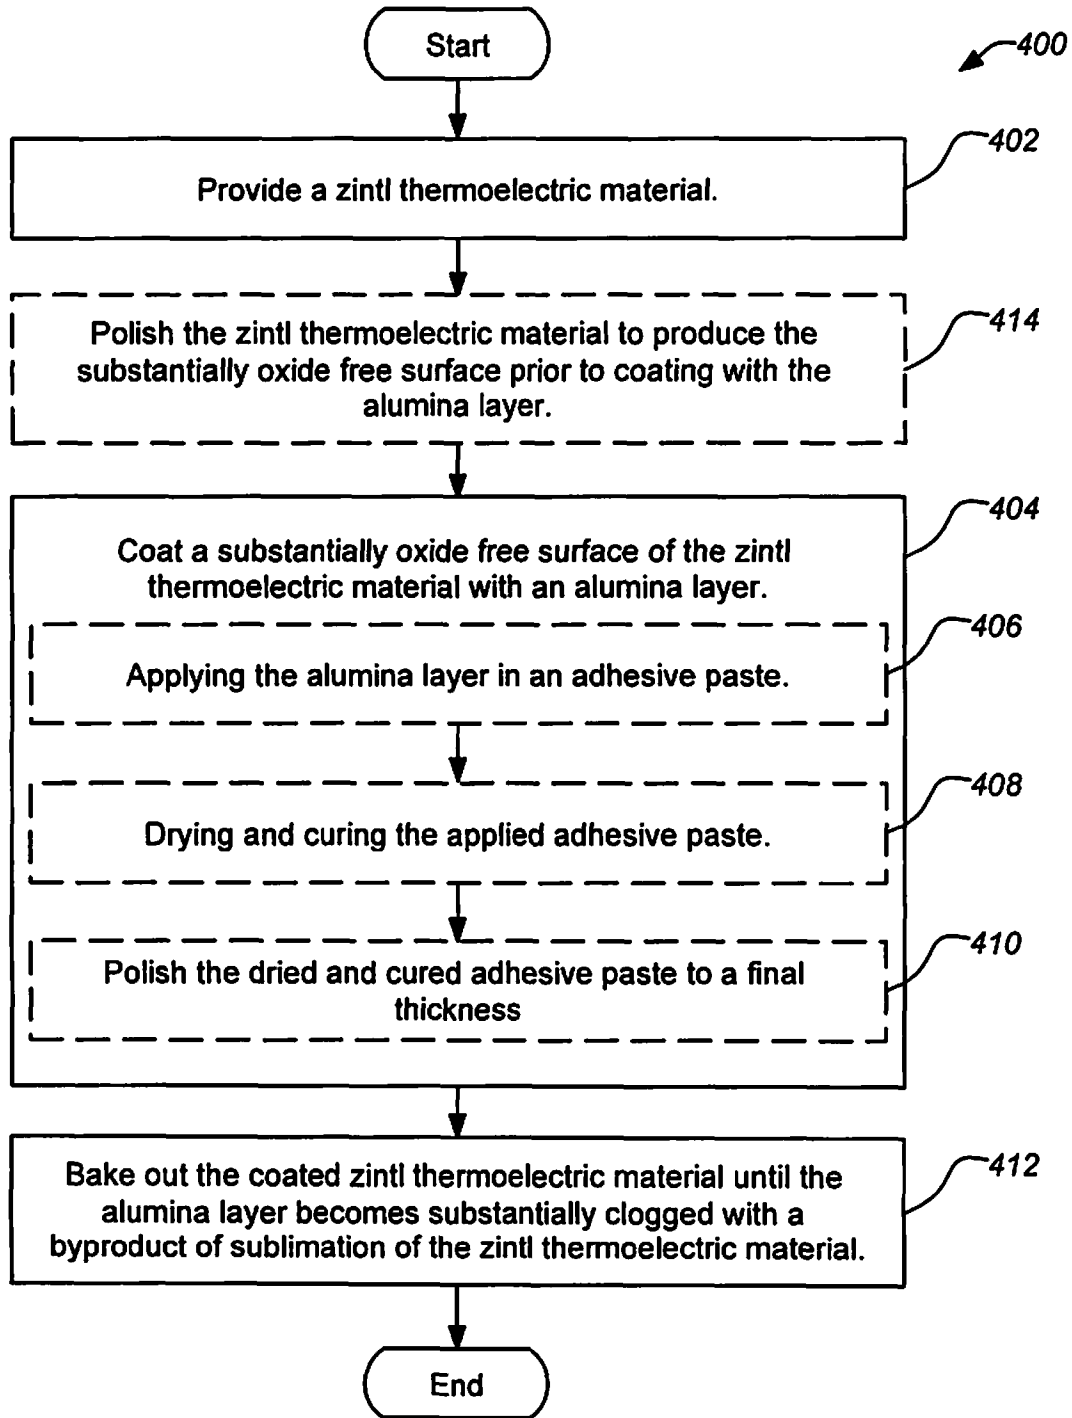 Start
400
402
Provide a zintl thermoelectric material.
414
Polish the zintl thermoelectric material to produce the
substantially oxide free surface prior to coating with the
alumina layer.
404
Coat a substantially oxide free surface of the zintl
thermoelectric material with an alumina layer.
406
Applying the alumina layer in an adhesive paste.
408
Drying and curing the applied adhesive paste.
410
Polish the dried and cured adhesive paste to a final
thickness
412
Bake out the coated zintl thermoelectric material until the
alumina layer becomes substantially clogged with a
byproduct of sublimation of the zintl thermoelectric material.
End